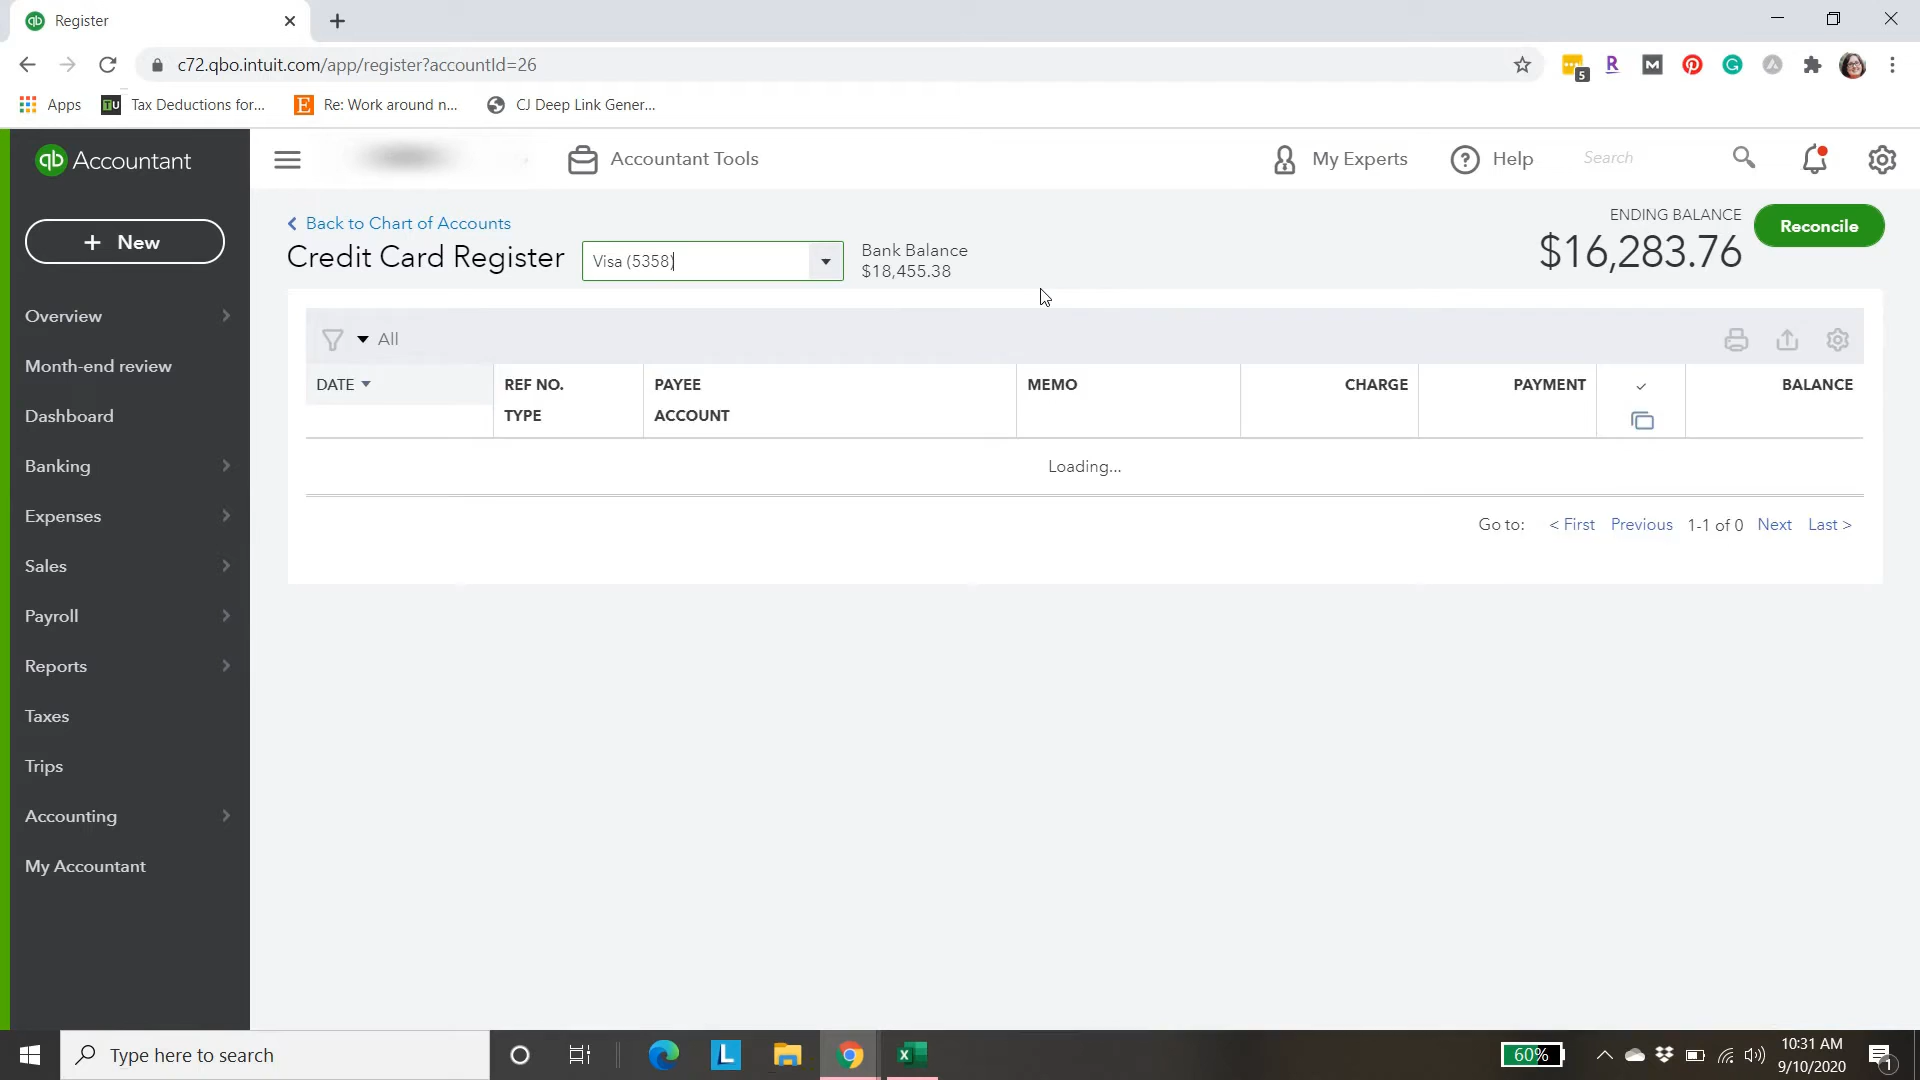 qb Register
c72.qbo.intuit.com/app/register?accountId=26
5
R
M
G
Apps
TU Tax Deductions for...
E Re: Work around n...
CJ Deep Link Gener...
qb Accountant
Accountant Tools
My Experts
Help
Search
+ New
Overview
Month-end review
Dashboard
Banking
Expenses
Sales
Payroll
Reports
Taxes
Trips
Accounting
My Accountant
Back to Chart of Accounts
Credit Card Register
Visa (5358)
Bank Balance
$18,455.38
ENDING BALANCE
$16,283.76
Reconcile
All
DATE
REF NO.
TYPE
PAYEE
ACCOUNT
MEMO
CHARGE
PAYMENT
BALANCE
Loading...
Go to: < First Previous 1-1 of 0 Next Last >
Type here to search
L
X
60%
10:31 AM
9/10/2020
1